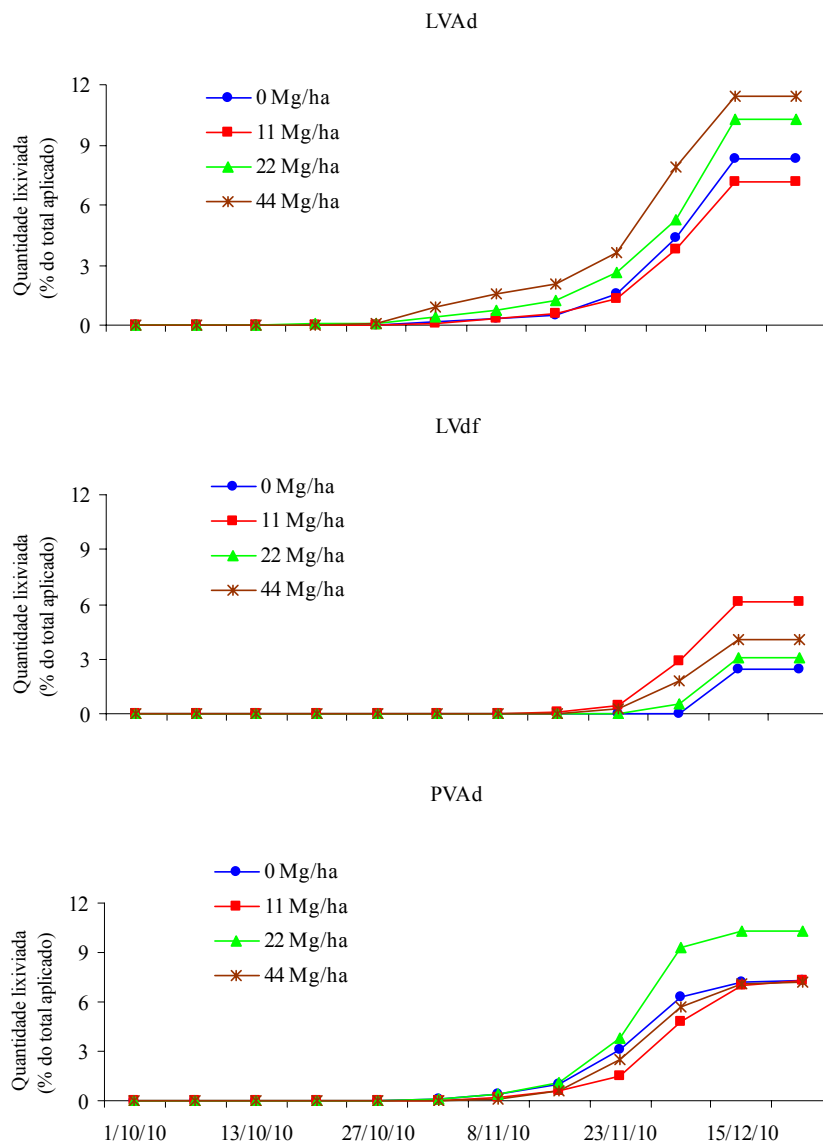 LVAd
Quantidade lixiviada
(% do total aplicado)
12
9
6
3
0
0 Mg/ha
11 Mg/ha
22 Mg/ha
44 Mg/ha
LVdf
Quantidade lixiviada
(% do total aplicado)
12
9
6
3
0
0 Mg/ha
11 Mg/ha
22 Mg/ha
44 Mg/ha
PVAd
Quantidade lixiviada
(% do total aplicado)
12
9
6
3
0
0 Mg/ha
11 Mg/ha
22 Mg/ha
44 Mg/ha
1/10/10 13/10/10 27/10/10 8/11/10 23/11/10 15/12/10